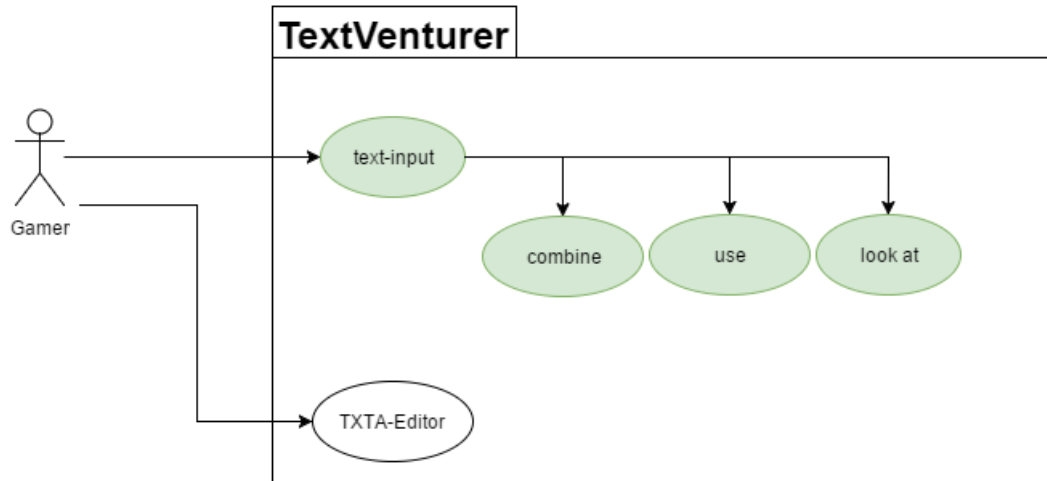 TextVenturer
text-input
Gamer
combine
use
look at
TXTA-Editor